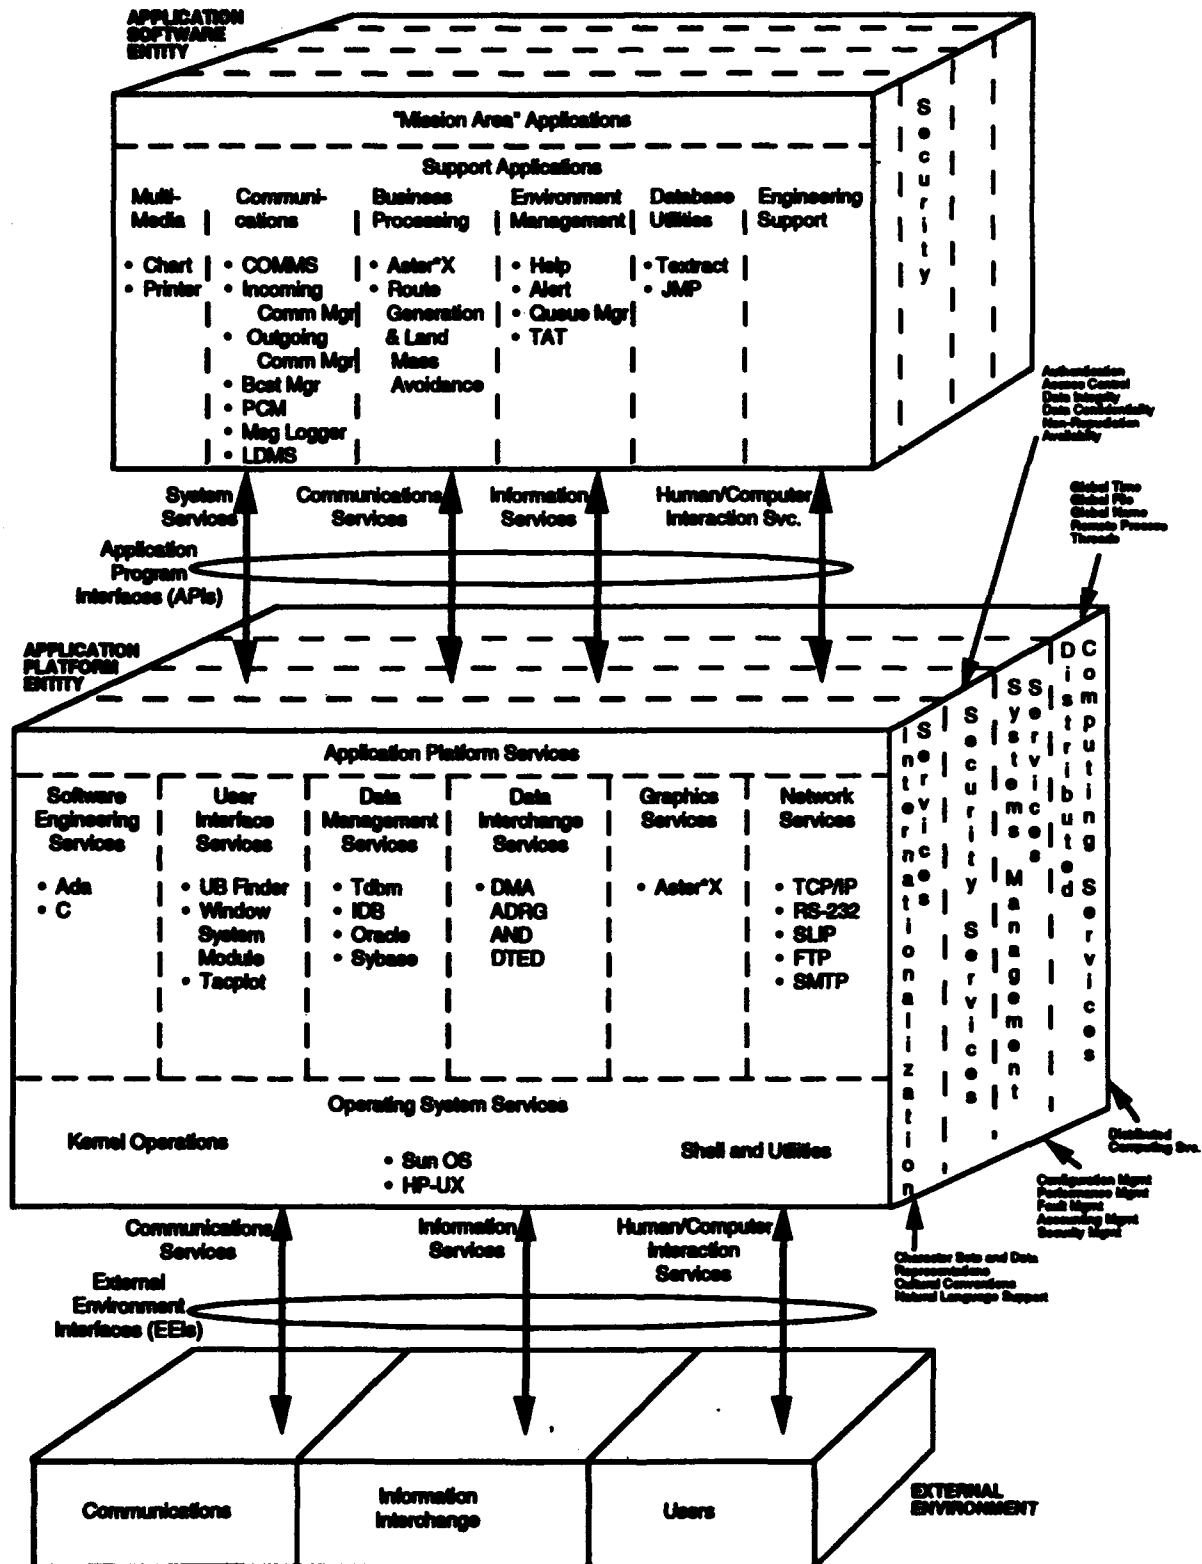 APPLICATION
SOFTWARE
ENTITY
"Mission Area" Applications
Support Applications
Multi-
Media
• Chart
• Printer
Communi-
cations
• COMMS
• Incoming
Comm Mgr
• Outgoing
Comm Mgr
• Bcst Mgr
• PCM
• Msg Logger
• LDMS
Business
Processing
• Aster*X
• Route
Generation
& Land
Mass
Avoidance
Environment
Management
• Help
• Alert
• Queue Mgr
• TAT
Database
Utilities
• Textract
• JMP
Engineering
Support
Security
Authentication
Access Control
Data Integrity
Data Confidentiality
Non-Repudiation
Availability
Global Time
Global File
Global Name
Remote Process
Threads
System
Services
Communications
Services
Information
Services
Human/Computer
Interaction Svc.
Application
Program
Interfaces (APIs)
APPLICATION
PLATFORM
ENTITY
Application Platform Services
Software
Engineering
Services
• Ada
• C
User
Interface
Services
• UB Finder
• Window
System
Module
• Tacplot
Data
Management
Services
• Tdbm
• IDB
• Oracle
• Sybase
Data
Interchange
Services
• DMA
ADRG
AND
DTED
Graphics
Services
• Aster*X
Network
Services
• TCP/IP
• RS-232
• SLIP
• FTP
• SMTP
Internationalization
Services
Security Services
Systems Management
Services
Distributed
Computing Services
Operating System Services
Kernel Operations
• Sun OS
• HP-UX
Shell and Utilities
Distributed
Computing Svc.
Configuration Mgmt
Performance Mgmt
Fault Mgmt
Accounting Mgmt
Security Mgmt
Character Sets and Data
Representations
Cultural Conventions
Natural Language Support
Communications
Services
Information
Services
Human/Computer
Interaction
Services
External
Environment
Interfaces (EEIs)
Communications
Information
Interchange
Users
EXTERNAL
ENVIRONMENT